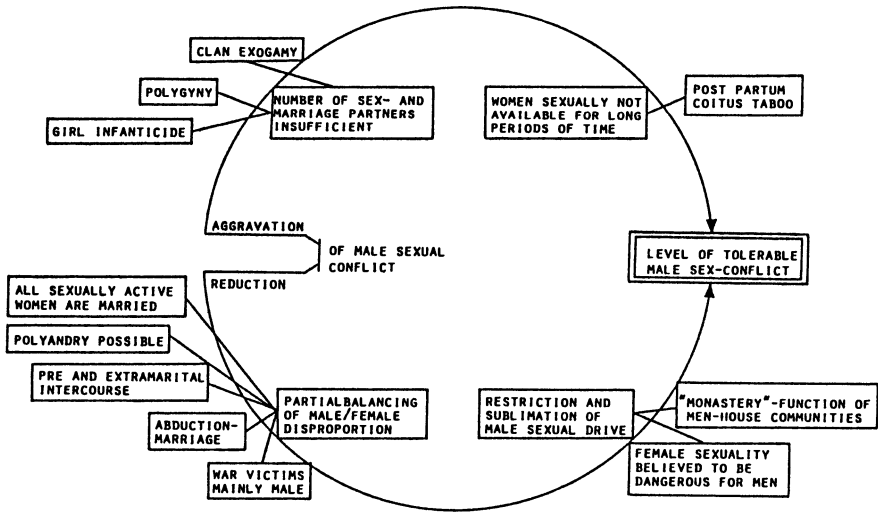 CLAN EXOGAMY
POLYGYNY
GIRL INFANTICIDE
NUMBER OF SEX- AND
MARRIAGE PARTNERS
INSUFFICIENT
WOMEN SEXUALLY NOT
AVAILABLE FOR LONG
PERIODS OF TIME
POST PARTUM
COITUS TABOO
AGGRAVATION
OF MALE SEXUAL
CONFLICT
REDUCTION
LEVEL OF TOLERABLE
MALE SEX-CONFLICT
ALL SEXUALLY ACTIVE
WOMEN ARE MARRIED
POLYANDRY POSSIBLE
PRE AND EXTRAMARITAL
INTERCOURSE
ABDUCTION-
MARRIAGE
WAR VICTIMS
MAINLY MALE
PARTIALBALANCING
OF MALE/FEMALE
DISPROPORTION
RESTRICTION AND
SUBLIMATION OF
MALE SEXUAL DRIVE
"MONASTERY"-FUNCTION OF
MEN-HOUSE COMMUNITIES
FEMALE SEXUALITY
BELIEVED TO BE
DANGEROUS FOR MEN